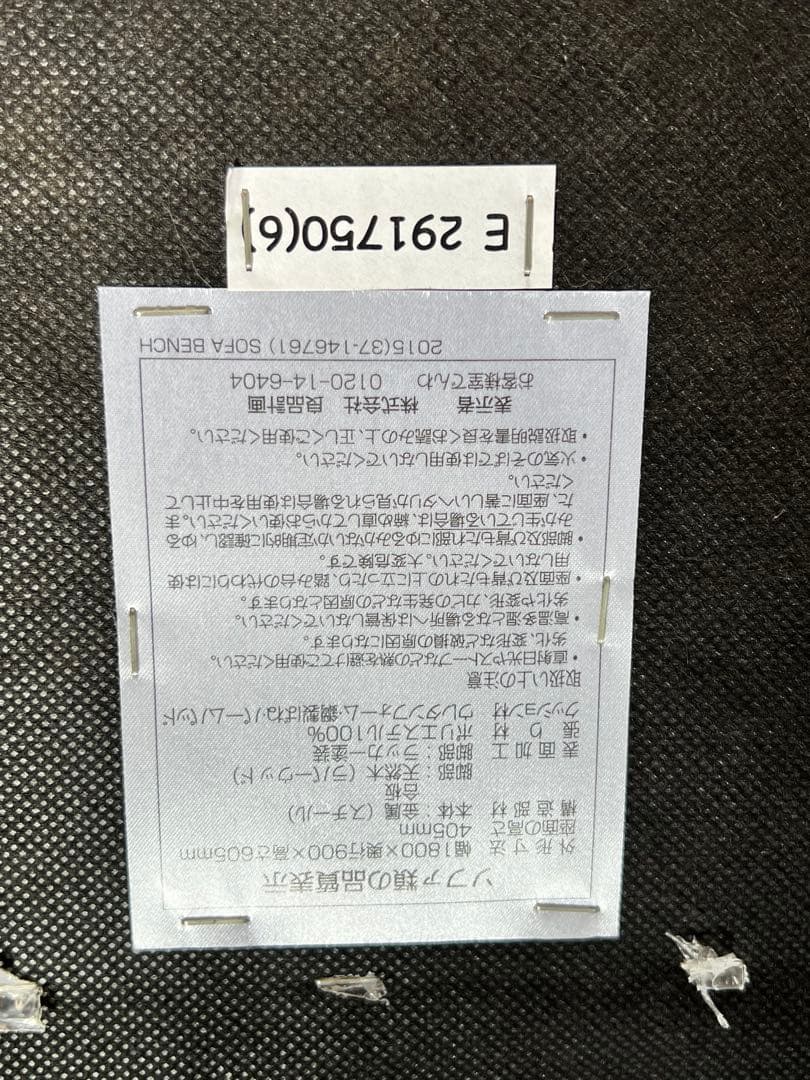 ソファ類の品質表示
外形寸法 幅1800×奥行900×高さ605mm
座面の高さ 405mm
構造部材 本体：金属（スチール）
合板
脚部：天然木（ラバーウッド）
表面加工 脚部：ラッカー塗装
張り材 ポリエステル100%
クッション材 ウレタンフォーム・鋼製ばね・パームパッド
取扱い上の注意
・直射日光やストーブなどの熱を避けてご使用ください。
劣化、変形など破損の原因になります。
・高温多湿となる場所へは保管しないでください。
劣化や変形、カビの発生などの原因となります。
・座面及び背もたれの上に立ったり、踏み台の代わりには使
用しないでください。大変危険です。
・脚部及び背もたれ部にゆるみがないか定期的に確認し、ゆる
みが生じている場合は、締め直してからお使いください。ま
た、座面に著しいヘタリが見られる場合は使用を中止して
ください。
・火気のそばでは使用しないでください。
・取扱説明書を良くお読みの上、正しくご使用ください。
表示者 株式会社 良品計画
お客様室でんわ 0120-14-6404
2015(37-146761) SOFA BENCH
E 291750(6)